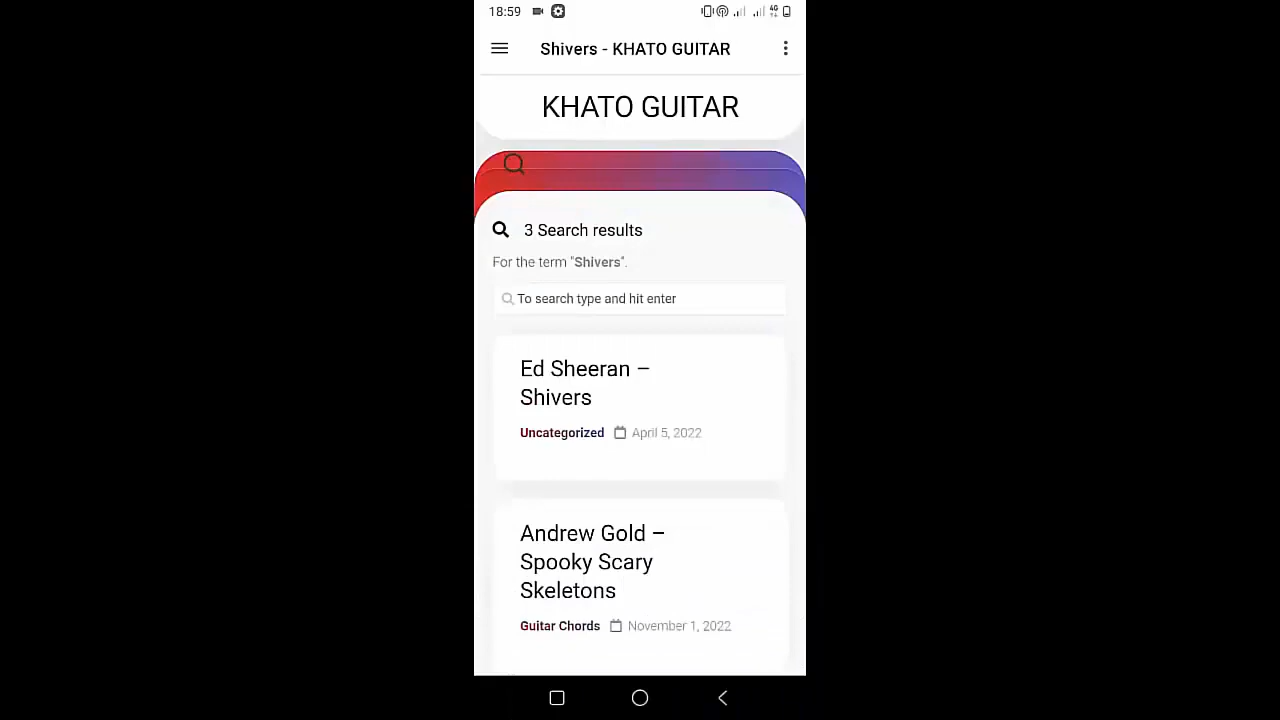 18:59
4G
Shivers - KHATO GUITAR
KHATO GUITAR
3 Search results
For the term "Shivers".
To search type and hit enter
Ed Sheeran –
Shivers
Uncategorized April 5, 2022
Andrew Gold –
Spooky Scary
Skeletons
Guitar Chords November 1, 2022